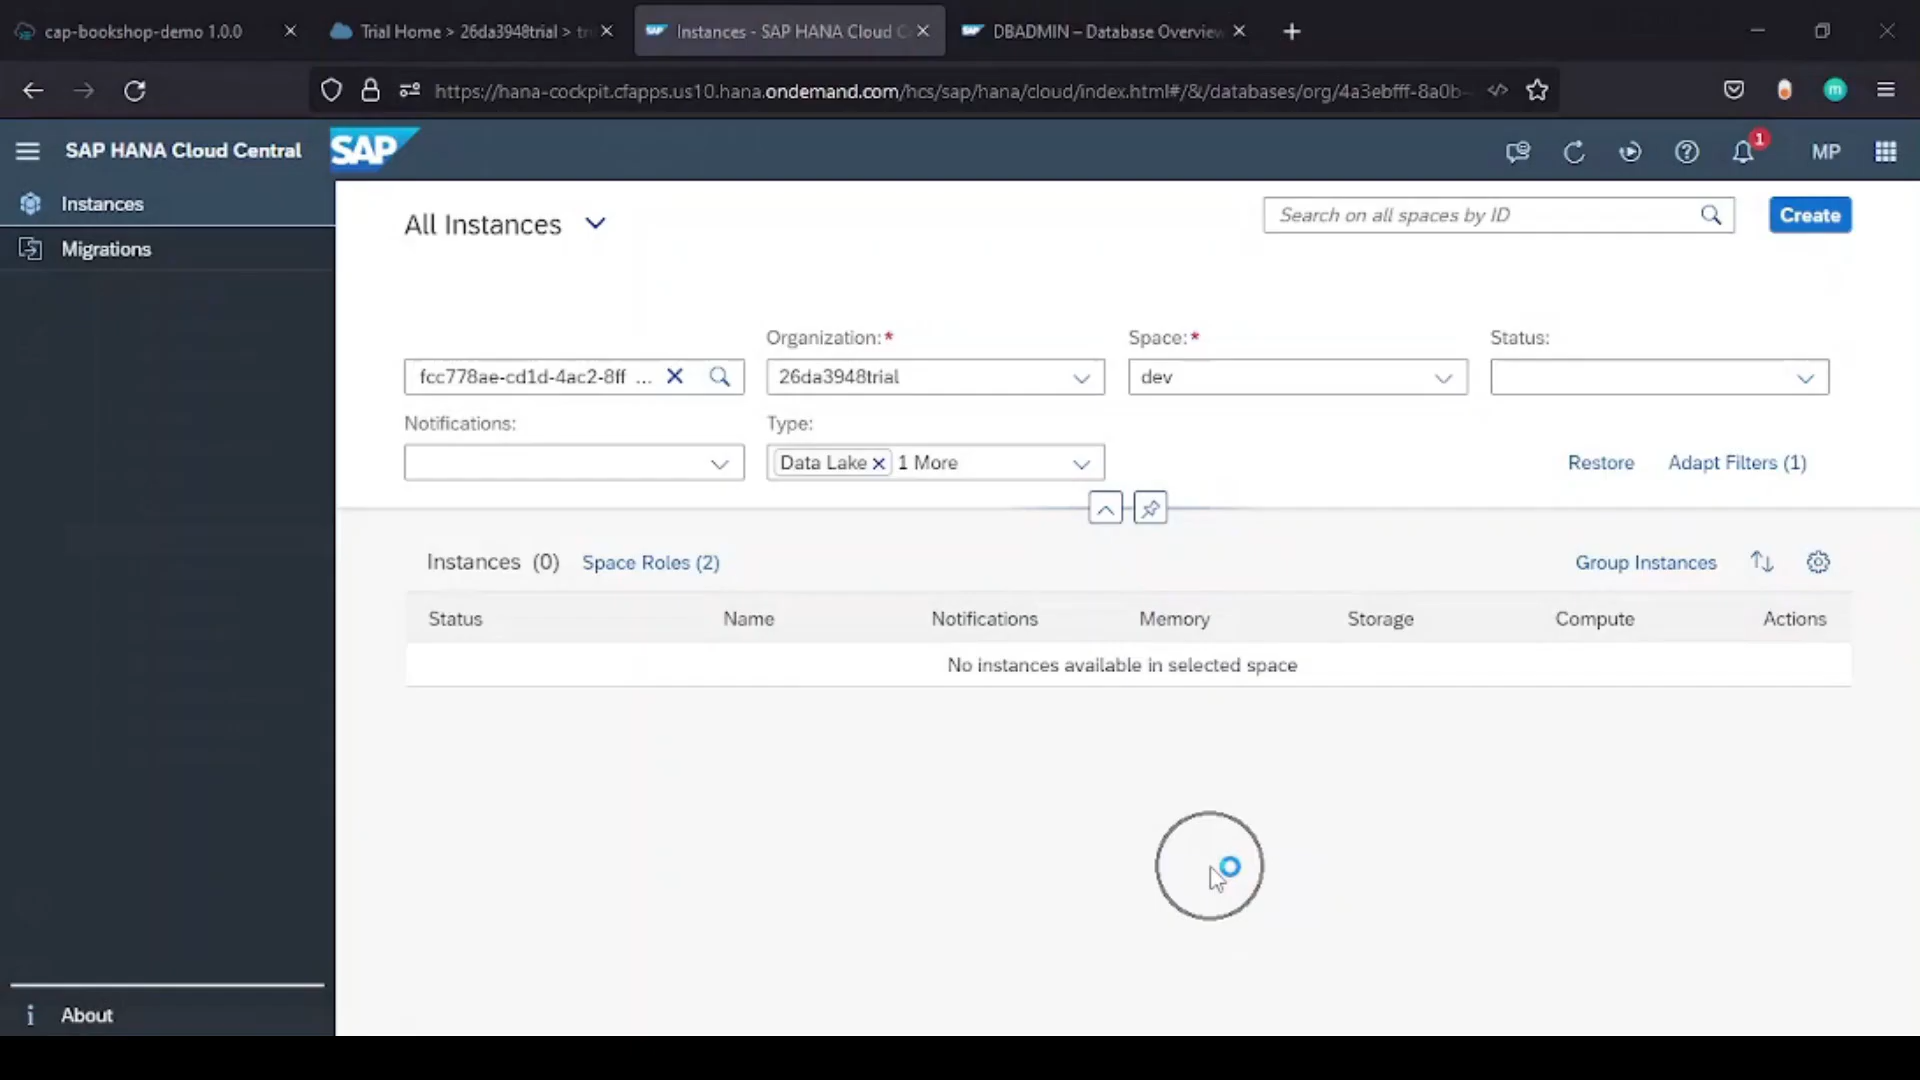 cap-bookshop-demo 1.0.0
Trial Home > 26da3948trial > tr
Instances - SAP HANA Cloud C
DBADMIN – Database Overview
https://hana-cockpit.cfapps.us10.hana.ondemand.com/hcs/sap/hana/cloud/index.html#/&/databases/org/4a3ebfff-8a0b-
m
SAP HANA Cloud Central
SAP
1
MP
Instances
Migrations
All Instances
Search on all spaces by ID
Create
Organization:*
Space:*
Status:
fcc778ae-cd1d-4ac2-8ff ...
26da3948trial
dev
Notifications:
Type:
Data Lake
1 More
Restore
Adapt Filters (1)
Instances (0)
Space Roles (2)
Group Instances
Status
Name
Notifications
Memory
Storage
Compute
Actions
No instances available in selected space
About